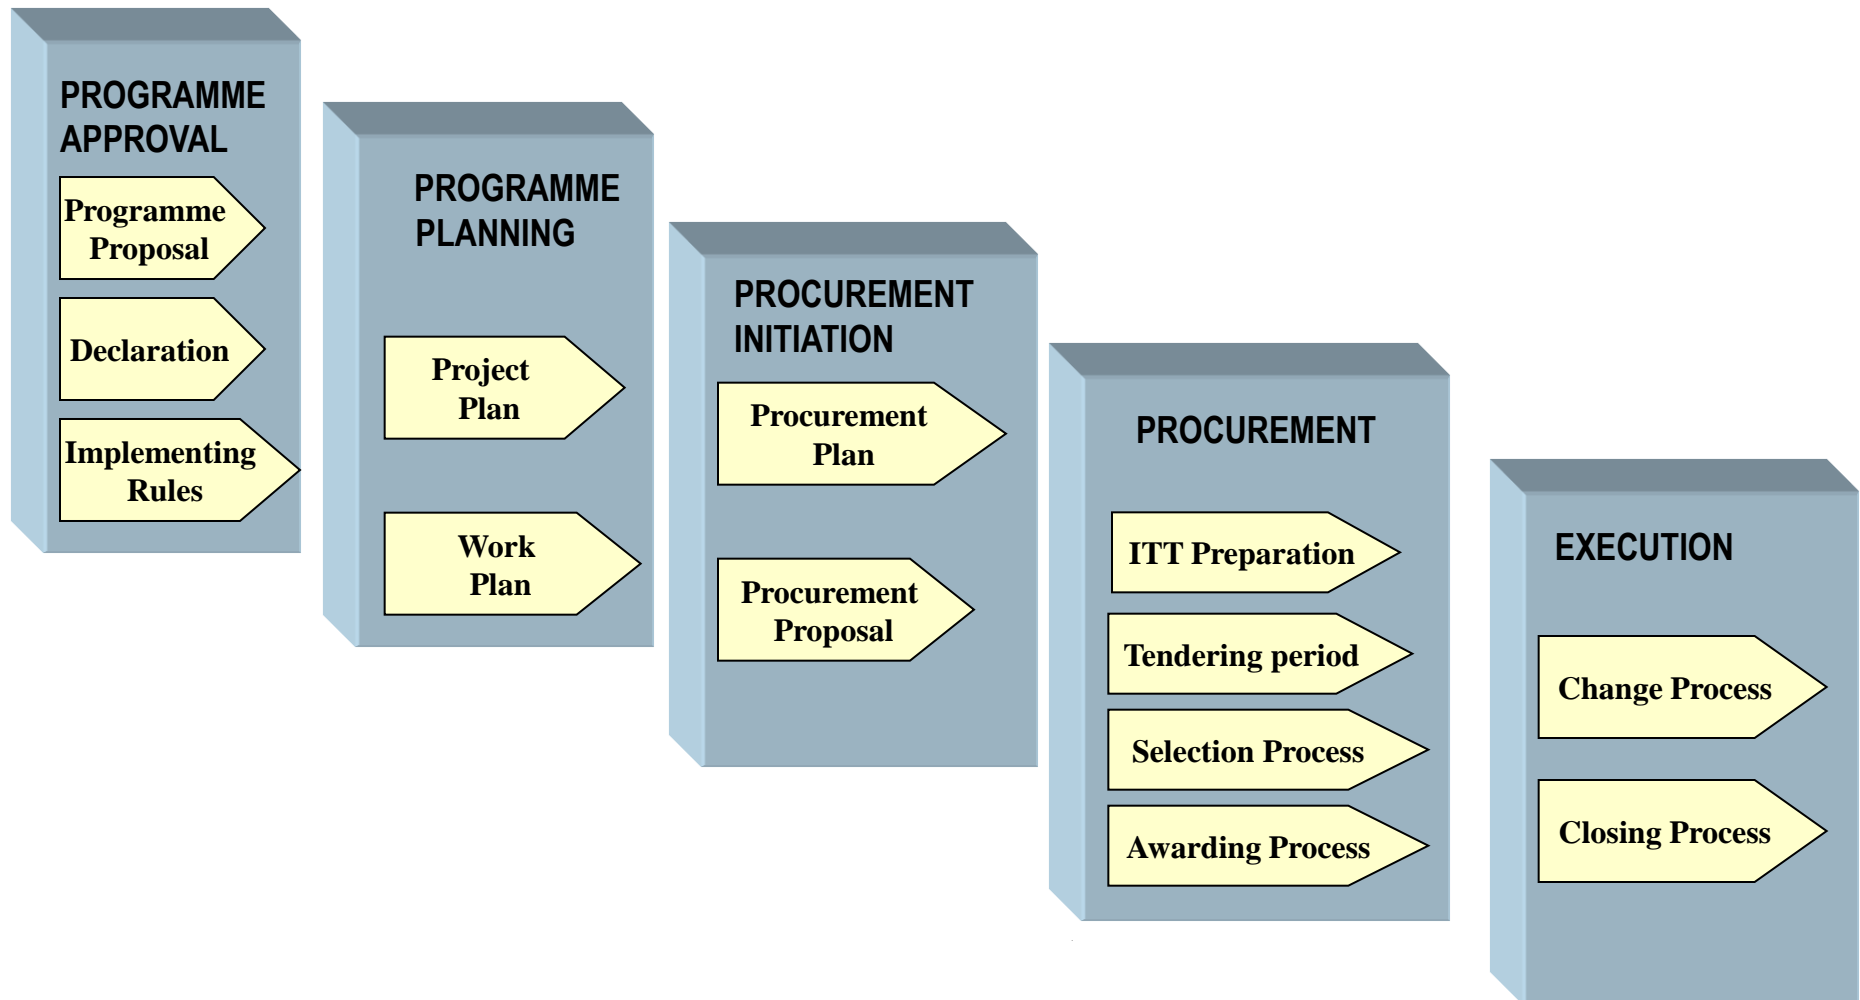 PROGRAMME
APPROVAL
Programme
Proposal
Declaration
Implementing
Rules
PROGRAMME
PLANNING
Project
Plan
Work
Plan
PROCUREMENT
INITIATION
Procurement
Plan
Procurement
Proposal
PROCUREMENT
ITT Preparation
Tendering period
Selection Process
Awarding Process
EXECUTION
Change Process
Closing Process